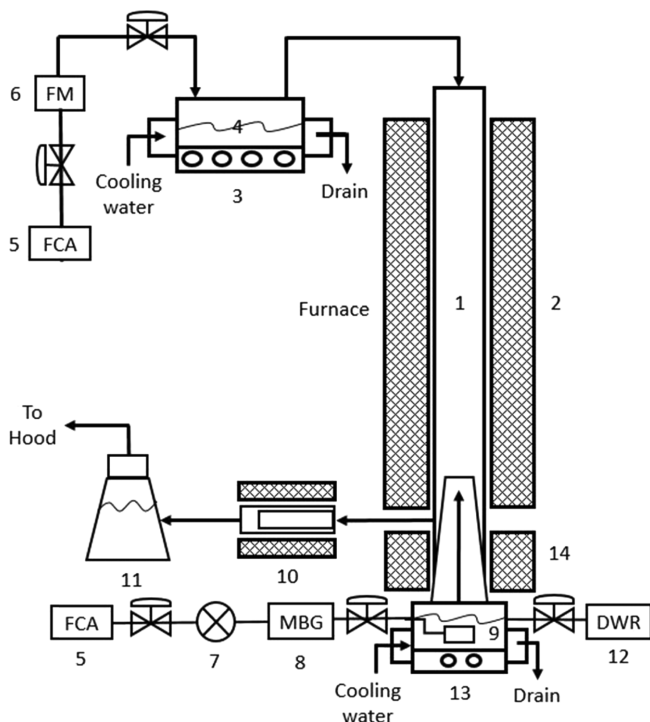 6
FM
4
Cooling
water
Drain
3
5
FCA
Furnace
1
2
To
Hood
11
10
14
FCA
5
7
MBG
8
9
DWR
12
Cooling
water
13
Drain